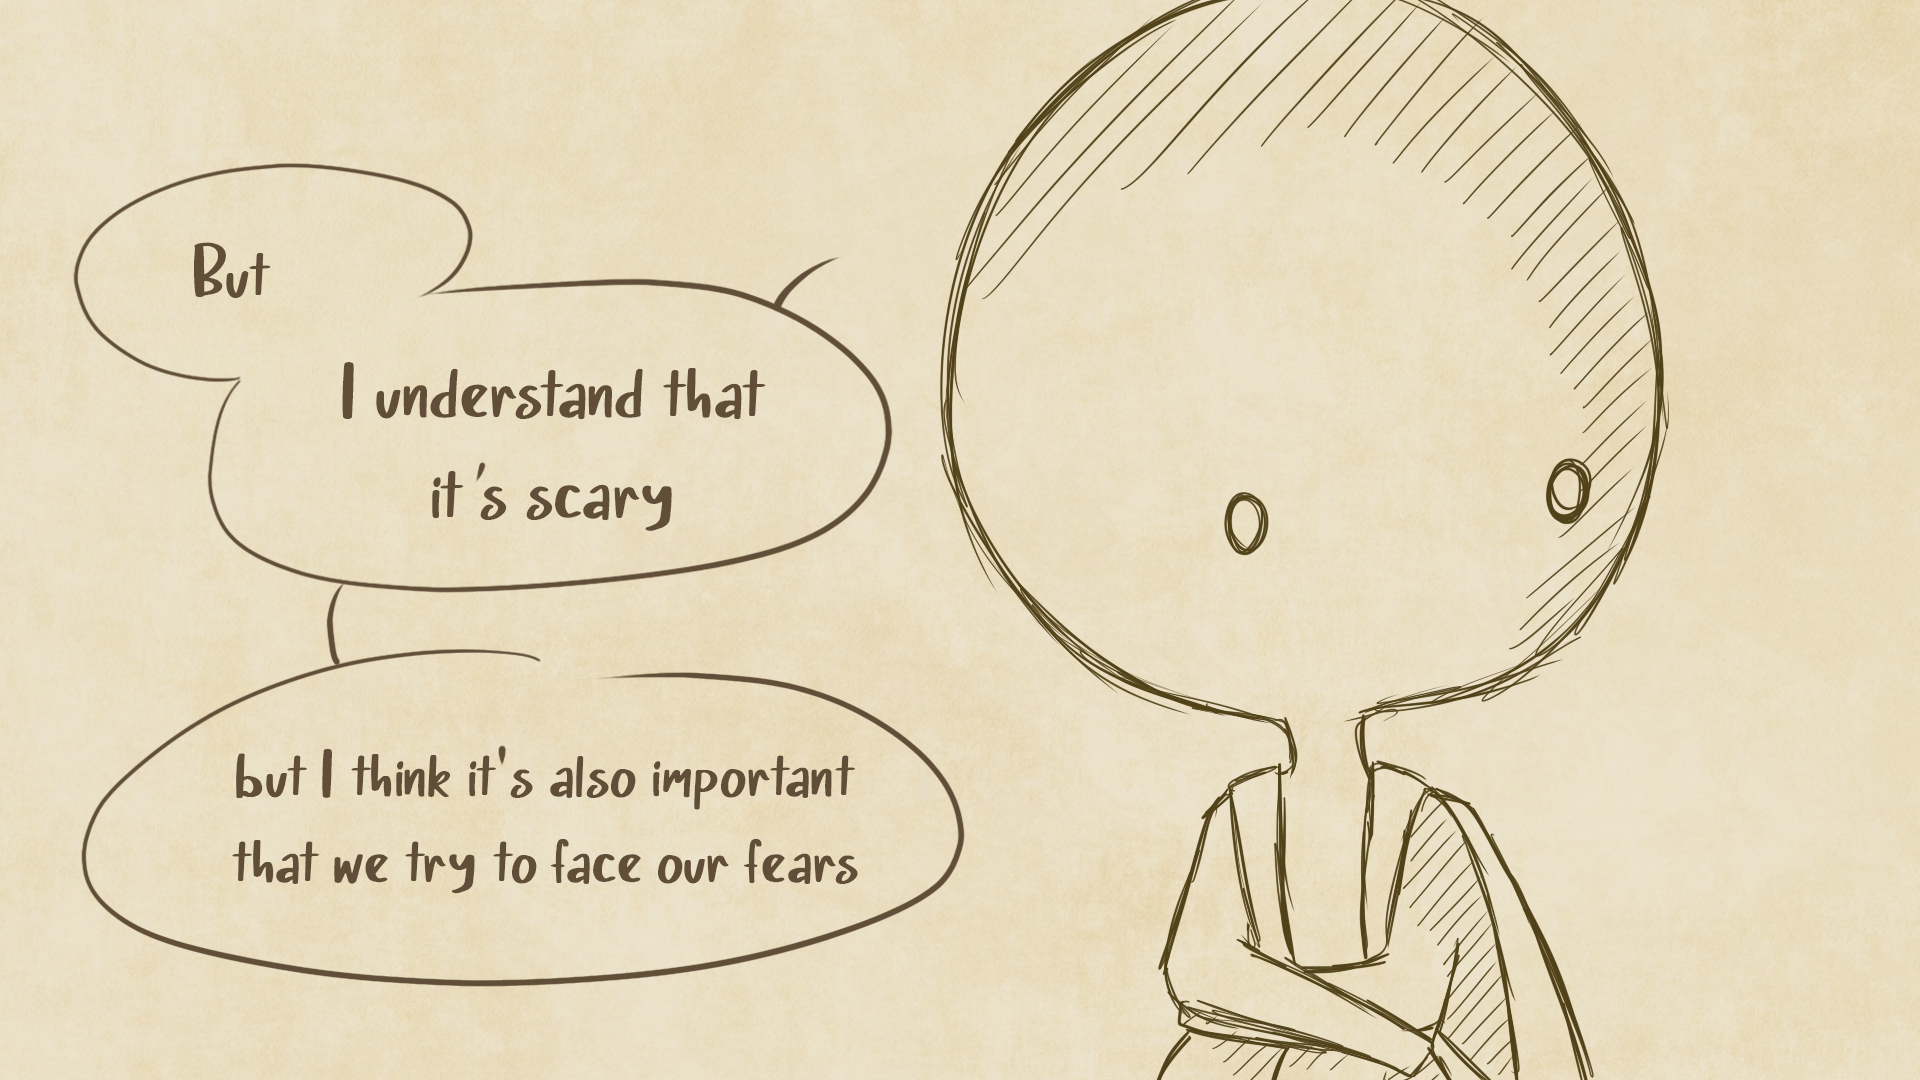 But
I understand that
it's scary
but I think it's also important
that we try to face our fears